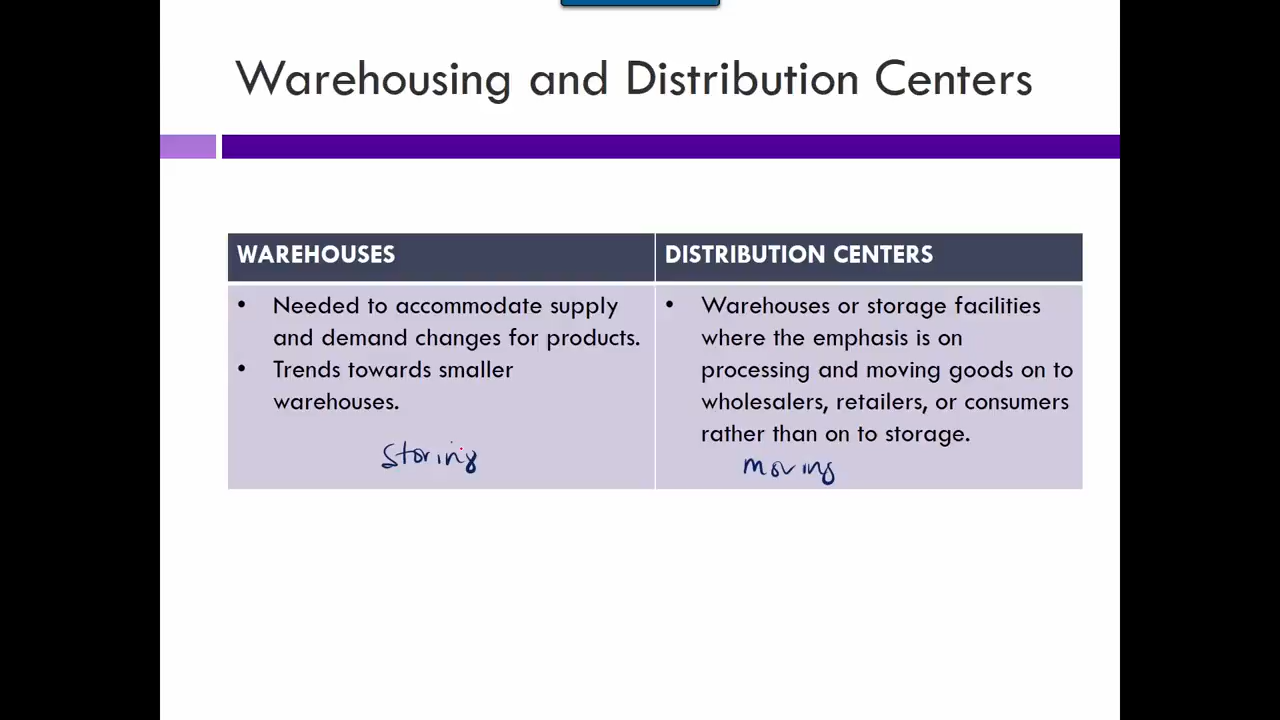 Warehousing and Distribution Centers
WAREHOUSES
• Needed to accommodate supply
and demand changes for products.
• Trends towards smaller
warehouses.
Storing
DISTRIBUTION CENTERS
• Warehouses or storage facilities
where the emphasis is on
processing and moving goods on to
wholesalers, retailers, or consumers
rather than on to storage.
moving